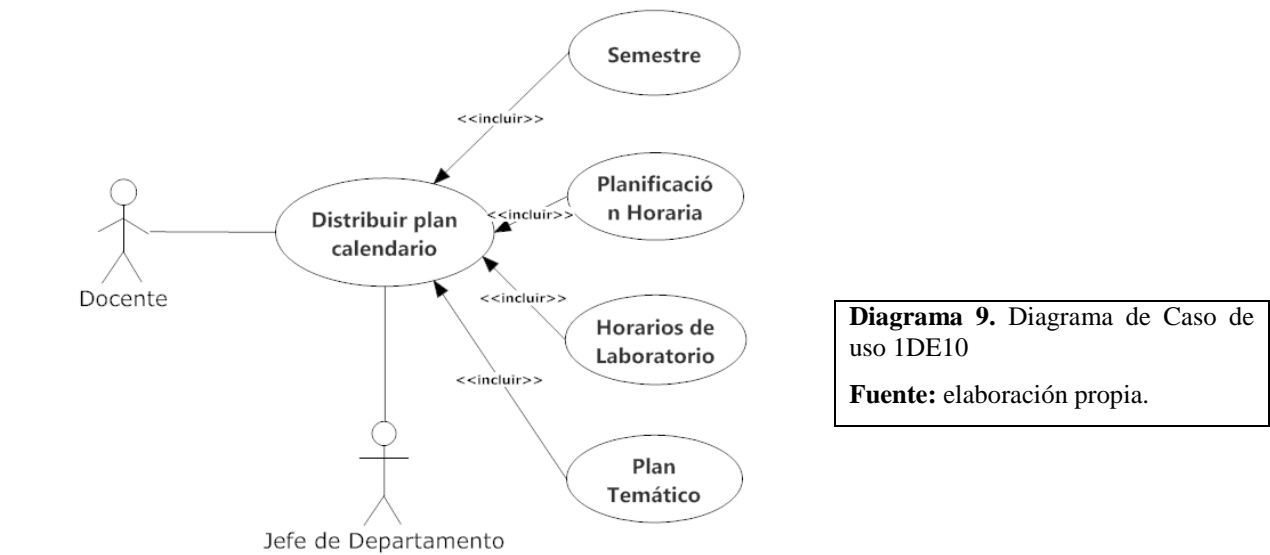 Semestre
<<incluir>>
Planificació
n Horaria
<<incluir>>
Distribuir plan
calendario
Docente
<<incluir>>
Horarios de
Laboratorio
<<incluir>>
Plan
Temático
Jefe de Departamento
Diagrama 9. Diagrama de Caso de
uso 1DE10
Fuente: elaboración propia.